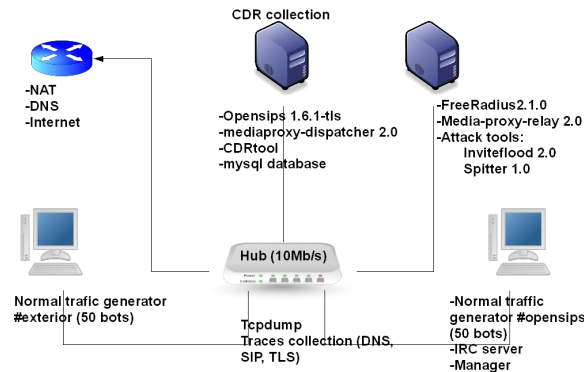 CDR collection
-NAT
-DNS
-Internet
-Opensips 1.6.1-tls
-mediaproxy-dispatcher 2.0
-CDRtool
-mysql database
-FreeRadius2.1.0
-Media-proxy-relay 2.0
-Attack tools:
Inviteflood 2.0
Spitter 1.0
Hub (10Mb/s)
Normal trafic generator
#exterior (50 bots)
Tcpdump
Traces collection (DNS,
SIP, TLS)
-Normal traffic
generator #opensips
(50 bots)
-IRC server
-Manager